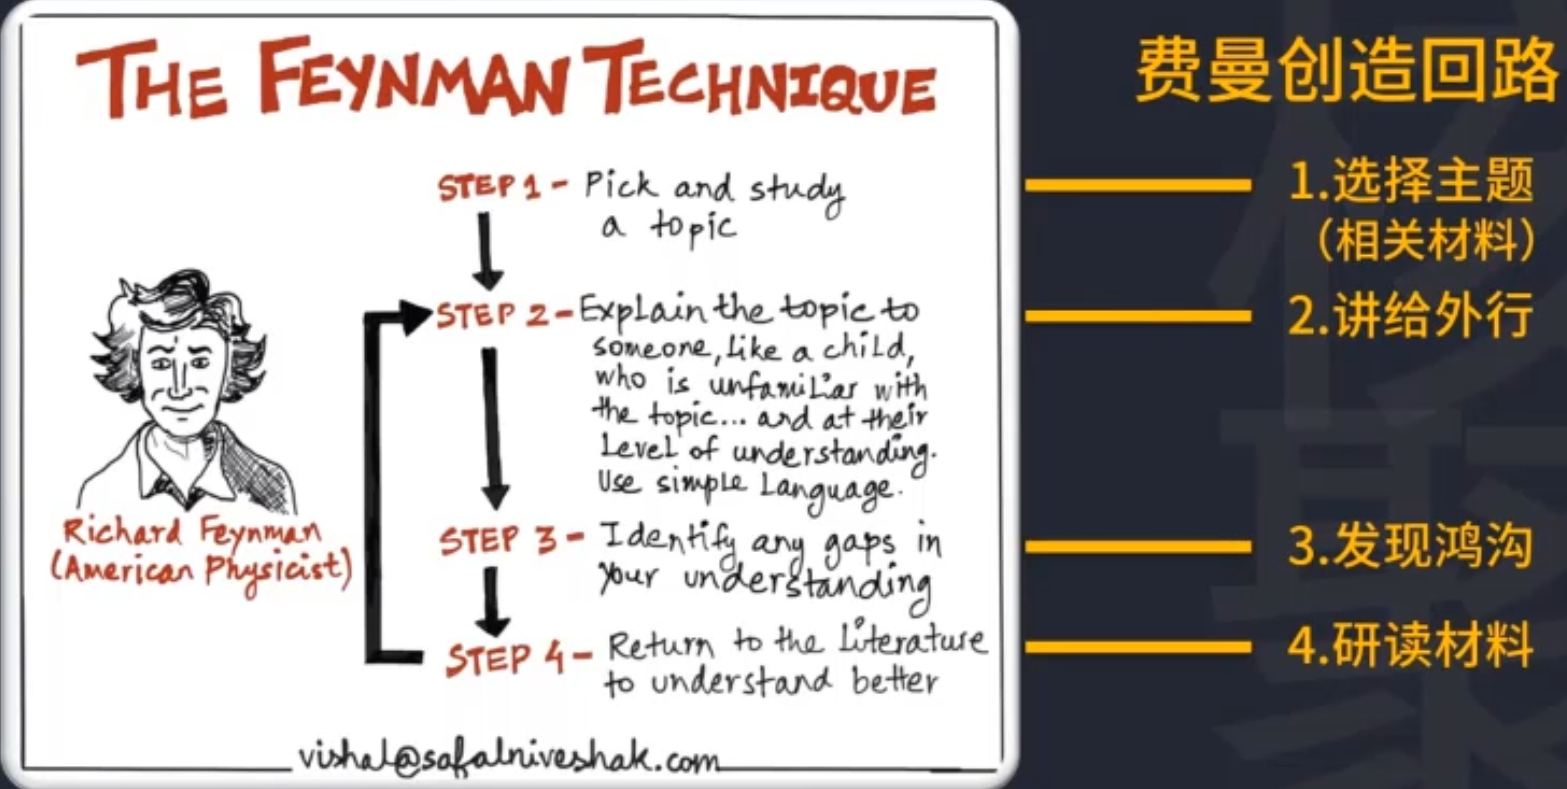 THE FEYNMAN TECHNIQUE
STEP 1 - Pick and study
a topic
STEP 2 - Explain the topic to
someone, like a child,
who is unfamiliar with
the topic... and at their
level of understanding.
Use simple language.
STEP 3 - Identify any gaps in
your understanding
STEP 4 - Return to the literature
to understand better
Richard Feynman
(American Physicist)
vishal@safalniveshak.com
费曼创造回路
1.选择主题
（相关材料）
2.讲给外行
3.发现鸿沟
4.研读材料